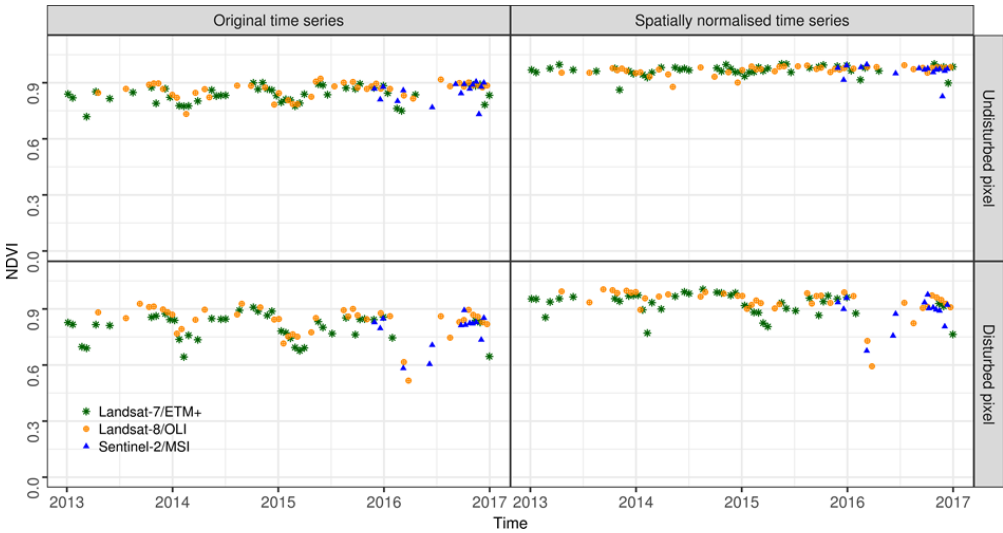 Original time series
Spatially normalised time series
0.9
0.6
0.3
0.0
Undisturbed pixel
NDVI
0.9
0.6
0.3
0.0
Disturbed pixel
Landsat-7/ETM+
Landsat-8/OLI
Sentinel-2/MSI
2013 2014 2015 2016 2017 2013 2014 2015 2016 2017
Time